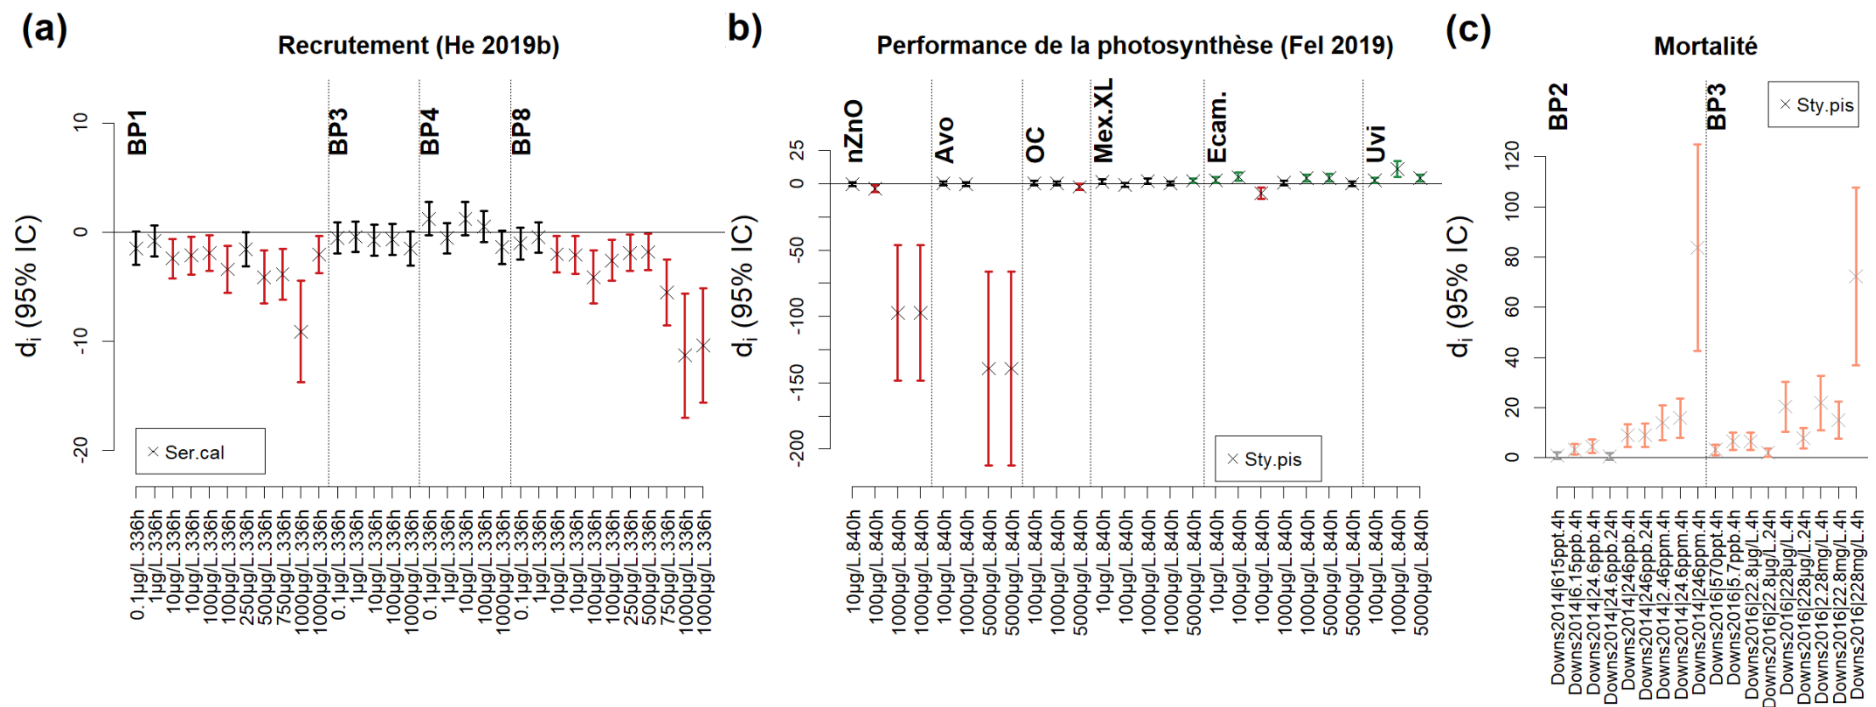 (a)
Recrutement (He 2019b)
BP1
BP3
BP4
BP8
10
0
-10
-20
dᵢ (95% IC)
Ser.cal
0.1µg/L.336h
1µg/L.336h
10µg/L.336h
10µg/L.336h
100µg/L.336h
100µg/L.336h
250µg/L.336h
500µg/L.336h
750µg/L.336h
1000µg/L.336h
1000µg/L.336h
0.1µg/L.336h
1µg/L.336h
10µg/L.336h
100µg/L.336h
1000µg/L.336h
0.1µg/L.336h
1µg/L.336h
10µg/L.336h
100µg/L.336h
1000µg/L.336h
0.1µg/L.336h
1µg/L.336h
10µg/L.336h
10µg/L.336h
100µg/L.336h
100µg/L.336h
250µg/L.336h
500µg/L.336h
750µg/L.336h
1000µg/L.336h
1000µg/L.336h
b)
Performance de la photosynthèse (Fel 2019)
nZnO
Avo
OC
Mex.XL
Ecam.
Uvi
25
0
-50
-100
-150
-200
dᵢ (95% IC)
Sty.pis
10µg/L.840h
100µg/L.840h
1000µg/L.840h
1000µg/L.840h
100µg/L.840h
1000µg/L.840h
5000µg/L.840h
5000µg/L.840h
100µg/L.840h
1000µg/L.840h
5000µg/L.840h
10µg/L.840h
100µg/L.840h
1000µg/L.840h
1000µg/L.840h
5000µg/L.840h
10µg/L.840h
100µg/L.840h
100µg/L.840h
1000µg/L.840h
1000µg/L.840h
5000µg/L.840h
5000µg/L.840h
100µg/L.840h
1000µg/L.840h
5000µg/L.840h
(c)
Mortalité
BP2
BP3
Sty.pis
120
100
80
60
40
20
0
dᵢ (95% IC)
Downs2014|615ppt.4h
Downs2014|6.15ppb.4h
Downs2014|24.6ppb.4h
Downs2014|24.6ppb.24h
Downs2014|246ppb.4h
Downs2014|246ppb.24h
Downs2014|2.46ppm.4h
Downs2014|24.6ppm.4h
Downs2014|246ppm.4h
Downs2016|570ppt.4h
Downs2016|5.7ppb.4h
Downs2016|22.8µg/L.4h
Downs2016|22.8µg/L.24h
Downs2016|228µg/L.4h
Downs2016|228µg/L.24h
Downs2016|2.28mg/L.4h
Downs2016|22.8mg/L.4h
Downs2016|228mg/L.4h